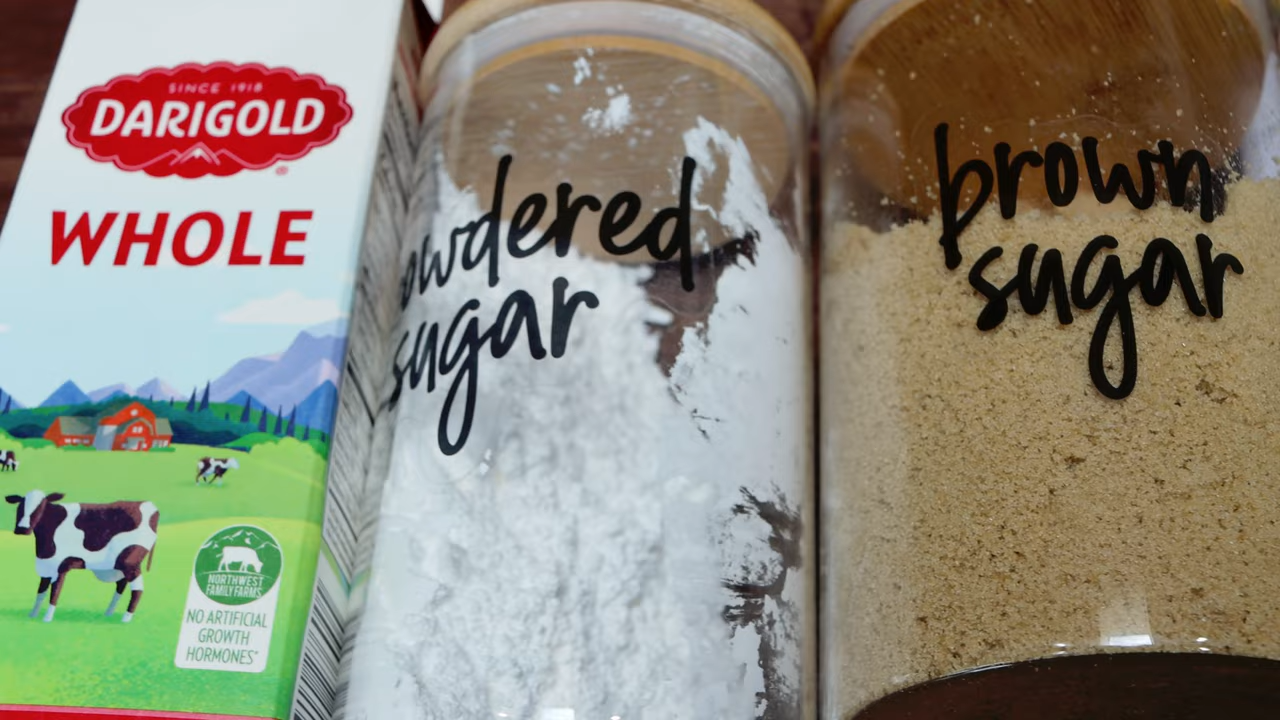 SINCE 1918
DARIGOLD
WHOLE
NORTHWEST
FAMILY FARMS
NO ARTIFICIAL
GROWTH
HORMONES*
owdered
sugar
brown
sugar